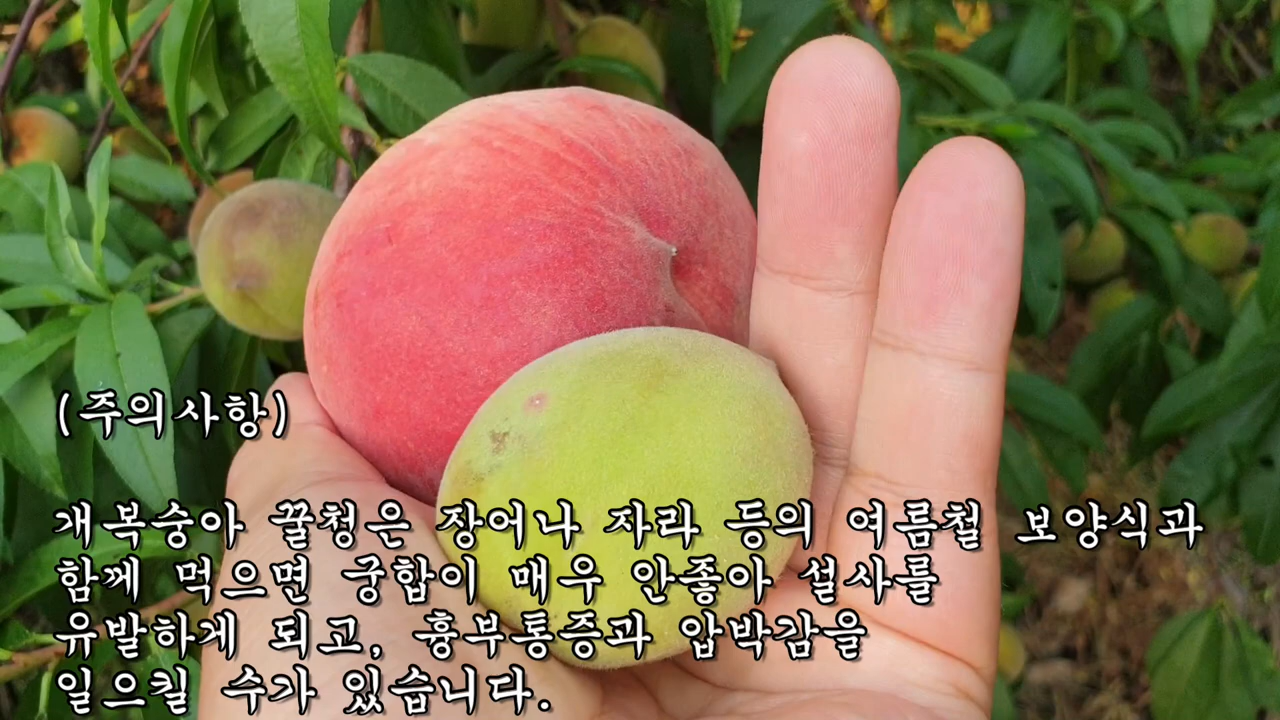 (주의사항)
개복숭아 꿀청은 장어나 자라 등의 여름철 보양식과
함께 먹으면 궁합이 매우 안좋아 설사를
유발하게 되고, 흉부통증과 압박감을
일으킬 수가 있습니다.